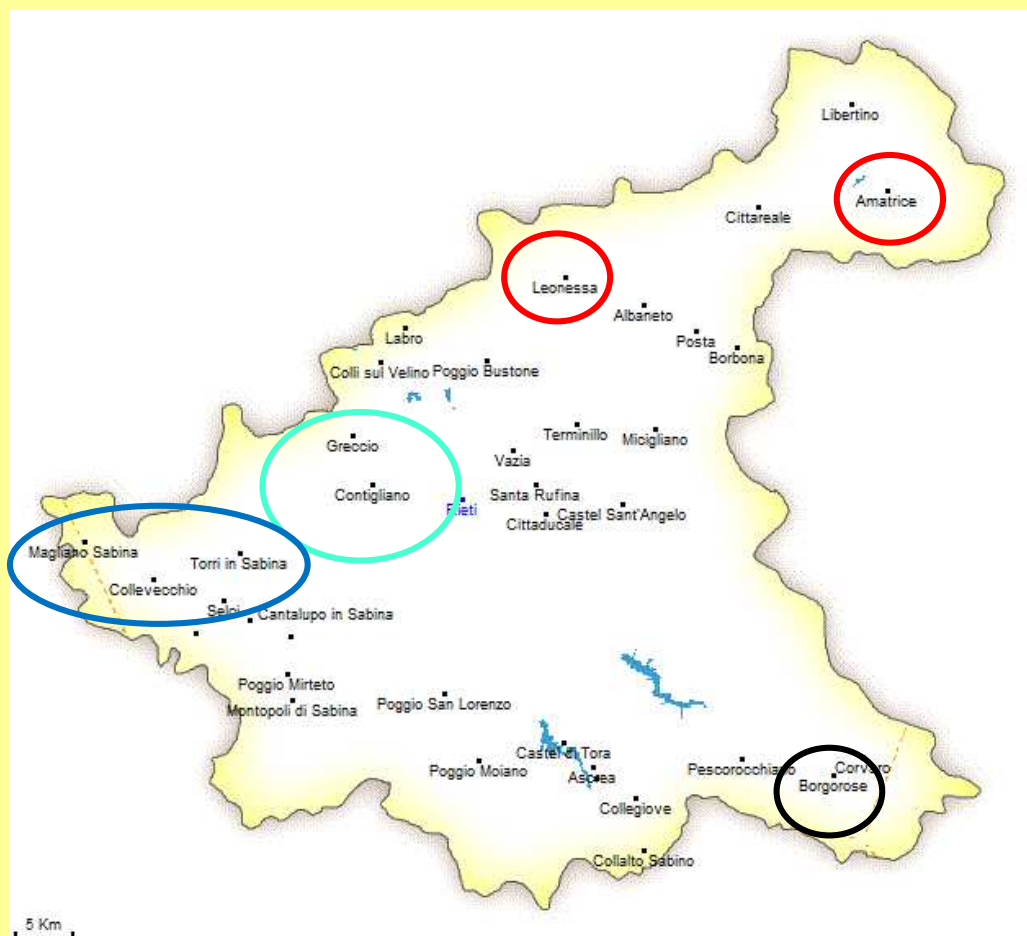 Libertino
Amatrice
Cittareale
Leonessa
Albaneto
Labro
Posta
Borbona
Colli sul Velino
Poggio Bustone
Greccio
Terminillo
Micigliano
Vazia
Contigliano
Rieti
Santa Rufina
Cittaducale
Castel Sant'Angelo
Magliano Sabina
Torri in Sabina
Collevecchio
Selci
Cantalupo in Sabina
Poggio Mirteto
Montopoli di Sabina
Poggio San Lorenzo
Castel di Tora
Poggio Moiano
Ascrea
Pescorocchiano
Corvaro
Borgorose
Collegiove
Collalto Sabino
5 Km